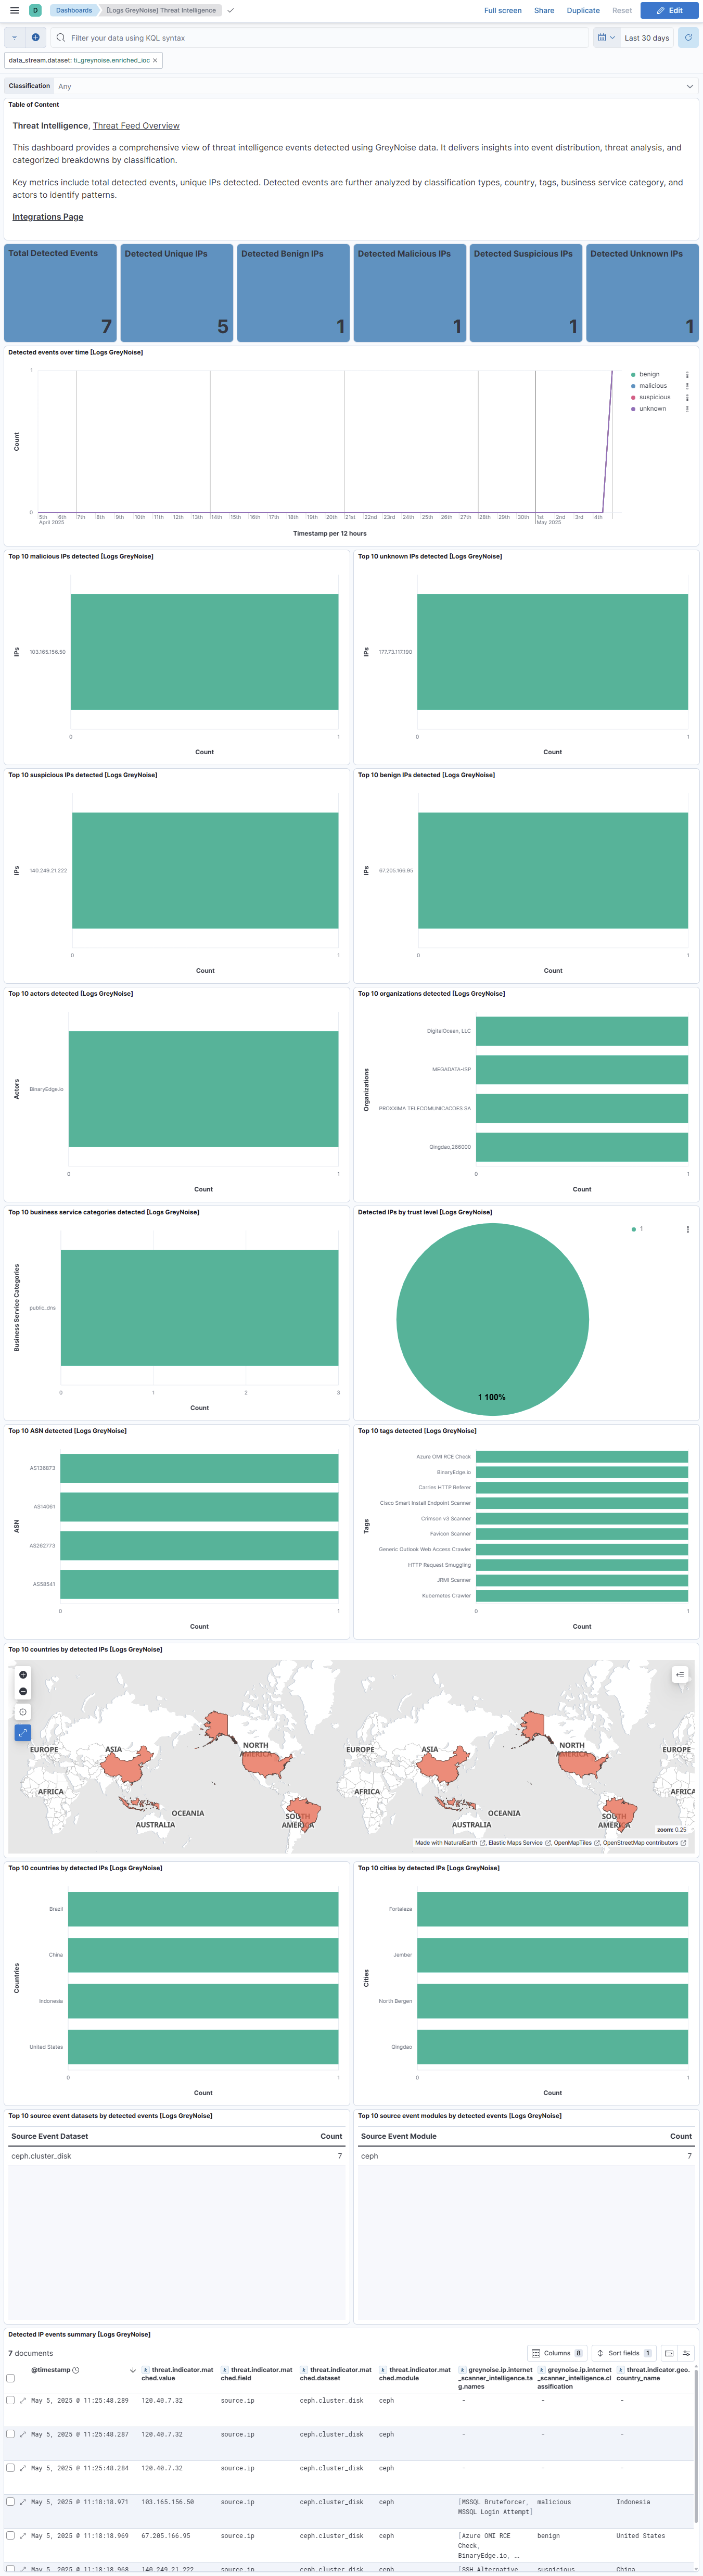 D Dashboards [Logs GreyNoise] Threat Intelligence Full screen Share Duplicate Reset Edit
Filter your data using KQL syntax Last 30 days
data_stream.dataset: ti_greynoise.enriched_ioc ×
Classification Any
Table of Content
Threat Intelligence, Threat Feed Overview
This dashboard provides a comprehensive view of threat intelligence events detected using GreyNoise data. It delivers insights into event distribution, threat analysis, and
categorized breakdowns by classification.
Key metrics include total detected events, unique IPs detected. Detected events are further analyzed by classification types, country, tags, business service category, and
actors to identify patterns.
Integrations Page
Total Detected Events Detected Unique IPs Detected Benign IPs Detected Malicious IPs Detected Suspicious IPs Detected Unknown IPs
7 5 1 1 1 1
Detected events over time [Logs GreyNoise]
benign
malicious
suspicious
unknown
1
Count
0
5th 6th 7th 8th 9th 10th 11th 12th 13th 14th 15th 16th 17th 18th 19th 20th 21st 22nd 23rd 24th 25th 26th 27th 28th 29th 30th 1st 2nd 3rd 4th
April 2025 May 2025
Timestamp per 12 hours
Top 10 malicious IPs detected [Logs GreyNoise]
IPs
103.165.156.50
0 1
Count
Top 10 unknown IPs detected [Logs GreyNoise]
IPs
177.73.117.190
0 1
Count
Top 10 suspicious IPs detected [Logs GreyNoise]
IPs
140.249.21.222
0 1
Count
Top 10 benign IPs detected [Logs GreyNoise]
IPs
67.205.166.95
0 1
Count
Top 10 actors detected [Logs GreyNoise]
Actors
BinaryEdge.io
0 1
Count
Top 10 organizations detected [Logs GreyNoise]
Organizations
DigitalOcean, LLC
MEGADATA-ISP
PROXXIMA TELECOMUNICACOES SA
Qingdao,266000
0 1
Count
Top 10 business service categories detected [Logs GreyNoise]
Business Service Categories
public_dns
0 1 2 3
Count
Detected IPs by trust level [Logs GreyNoise]
1
1 100%
Top 10 ASN detected [Logs GreyNoise]
ASN
AS138873
AS14061
AS262773
AS58541
0 1
Count
Top 10 tags detected [Logs GreyNoise]
Tags
Azure OMI RCE Check
BinaryEdge.io
Carries HTTP Referer
Cisco Smart Install Endpoint Scanner
Crimson v3 Scanner
Favicon Scanner
Generic Outlook Web Access Crawler
HTTP Request Smuggling
JRMI Scanner
Kubernetes Crawler
0 1
Count
Top 10 countries by detected IPs [Logs GreyNoise]
EUROPE ASIA NORTH AMERICA EUROPE ASIA NORTH AMERICA EURO
AFRICA OCEANIA AFRICA OCEANIA AFRICA
AUSTRALIA SOUTH AMERICA AUSTRALIA SOUTH AMERICA
zoom: 0.25
Made with NaturalEarth, Elastic Maps Service, OpenMapTiles, OpenStreetMap contributors
Top 10 countries by detected IPs [Logs GreyNoise]
Countries
Brazil
China
Indonesia
United States
0 1
Count
Top 10 cities by detected IPs [Logs GreyNoise]
Cities
Fortaleza
Jember
North Bergen
Qingdao
0 1
Count
Top 10 source event datasets by detected events [Logs GreyNoise]
Source Event Dataset Count
ceph.cluster_disk 7
Top 10 source event modules by detected events [Logs GreyNoise]
Source Event Module Count
ceph 7
Detected IP events summary [Logs GreyNoise]
7 documents Columns 8 Sort fields 1
@timestamp k threat.indicator.mat k threat.indicator.mat k threat.indicator.mat k threat.indicator.mat k greynoise.ip.internet k greynoise.ip.internet k threat.indicator.geo.
ched.value ched.field ched.dataset ched.module _scanner_intelligence.ta _scanner_intelligence.cl country_name
g.names assification
May 5, 2025 @ 11:25:48.289 120.40.7.32 source.ip ceph.cluster_disk ceph - - -
May 5, 2025 @ 11:25:48.287 120.40.7.32 source.ip ceph.cluster_disk ceph - - -
May 5, 2025 @ 11:25:48.284 120.40.7.32 source.ip ceph.cluster_disk ceph - - -
May 5, 2025 @ 11:18:18.971 103.165.156.50 source.ip ceph.cluster_disk ceph [MSSQL Bruteforcer, malicious Indonesia
MSSQL Login Attempt]
May 5, 2025 @ 11:18:18.969 67.205.166.95 source.ip ceph.cluster_disk ceph [Azure OMI RCE benign United States
Check,
BinaryEdge.io, …
May 5, 2025 @ 11:18:18.968 140.249.21.222 source.ip ceph.cluster_disk ceph [SSH Alternative suspicious China